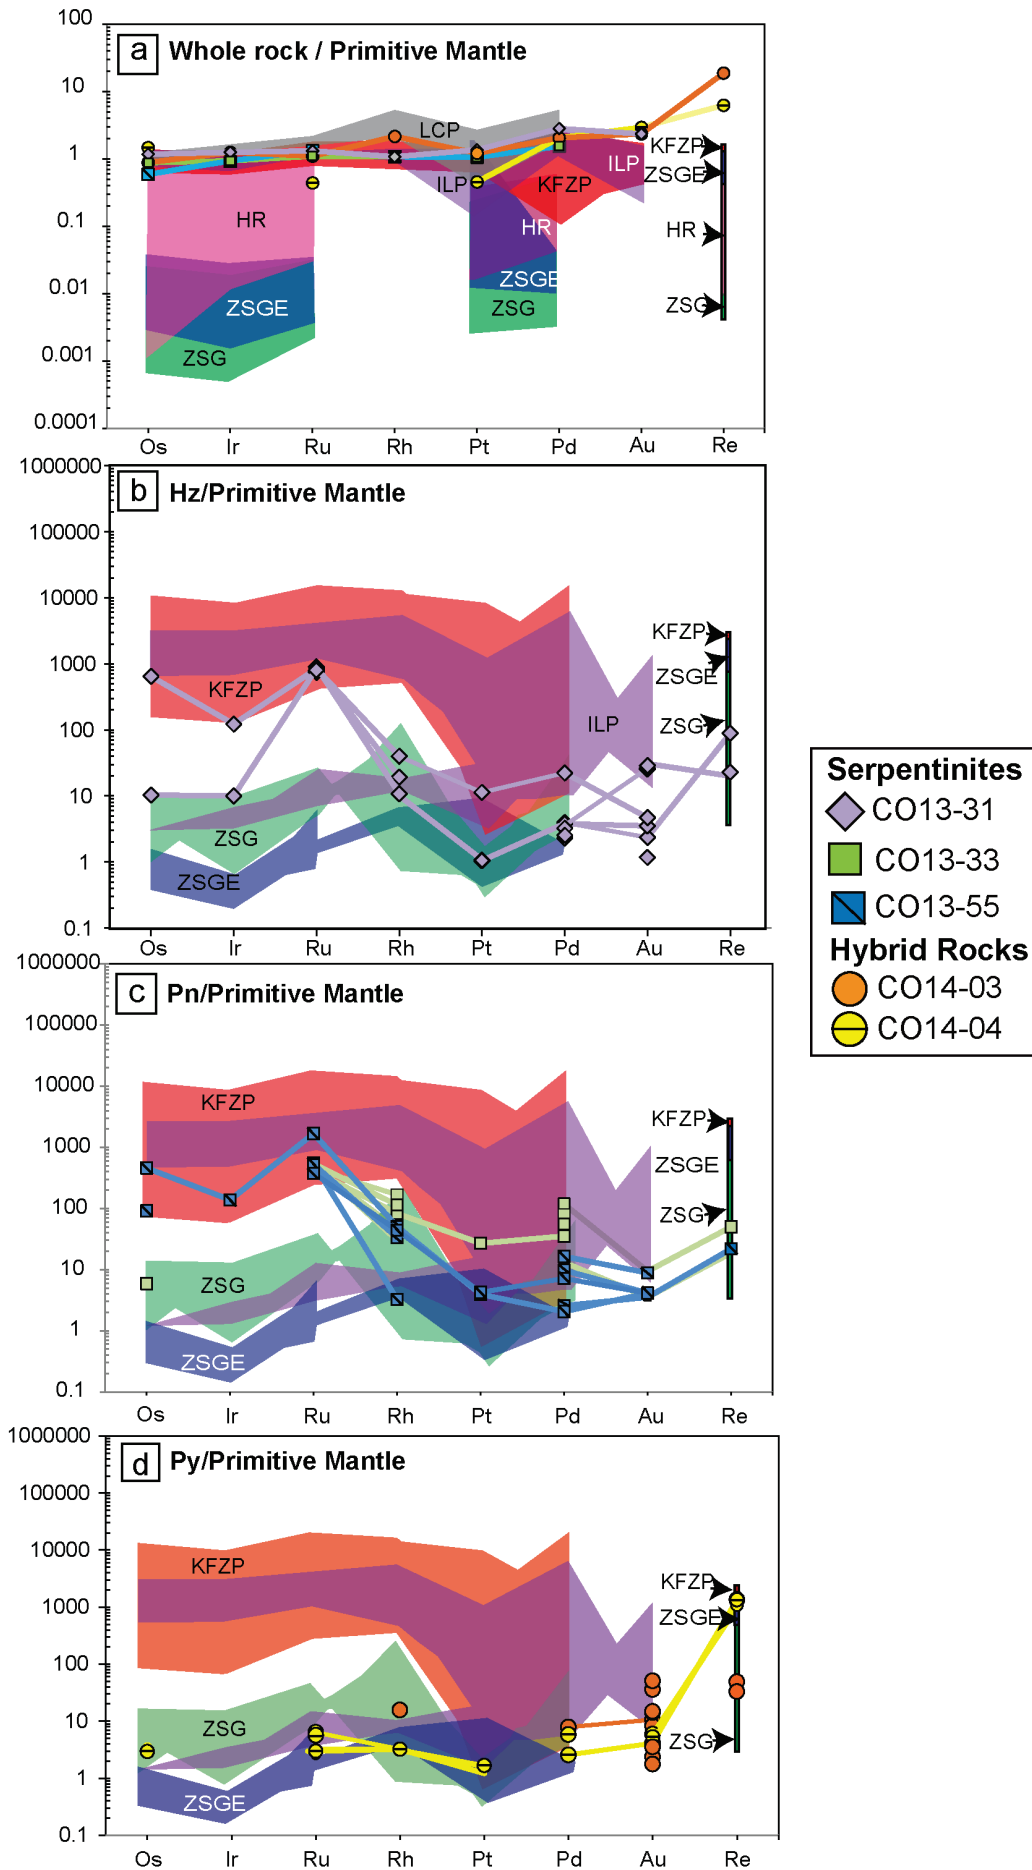 100
a Whole rock / Primitive Mantle
10
LCP
1
KFZP
ILP
ILP
KFZP
ZSGE
0.1
HR
HR
HR
0.01
ZSGE
ZSGE
ZSG
ZSG
0.001
ZSG
0.0001
Os Ir Ru Rh Pt Pd Au Re
1000000
b Hz/Primitive Mantle
100000
10000
KFZP
1000
ZSGE
KFZP
100
ILP
ZSG
10
ZSG
1
ZSGE
0.1
Os Ir Ru Rh Pt Pd Au Re
Serpentinites
CO13-31
CO13-33
CO13-55
Hybrid Rocks
CO14-03
CO14-04
1000000
c Pn/Primitive Mantle
100000
10000
KFZP
KFZP
1000
ZSGE
100
ZSG
10
ZSG
1
ZSGE
0.1
Os Ir Ru Rh Pt Pd Au Re
1000000
d Py/Primitive Mantle
100000
10000
KFZP
KFZP
1000
ZSGE
100
10
ZSG
ZSG
1
ZSGE
0.1
Os Ir Ru Rh Pt Pd Au Re